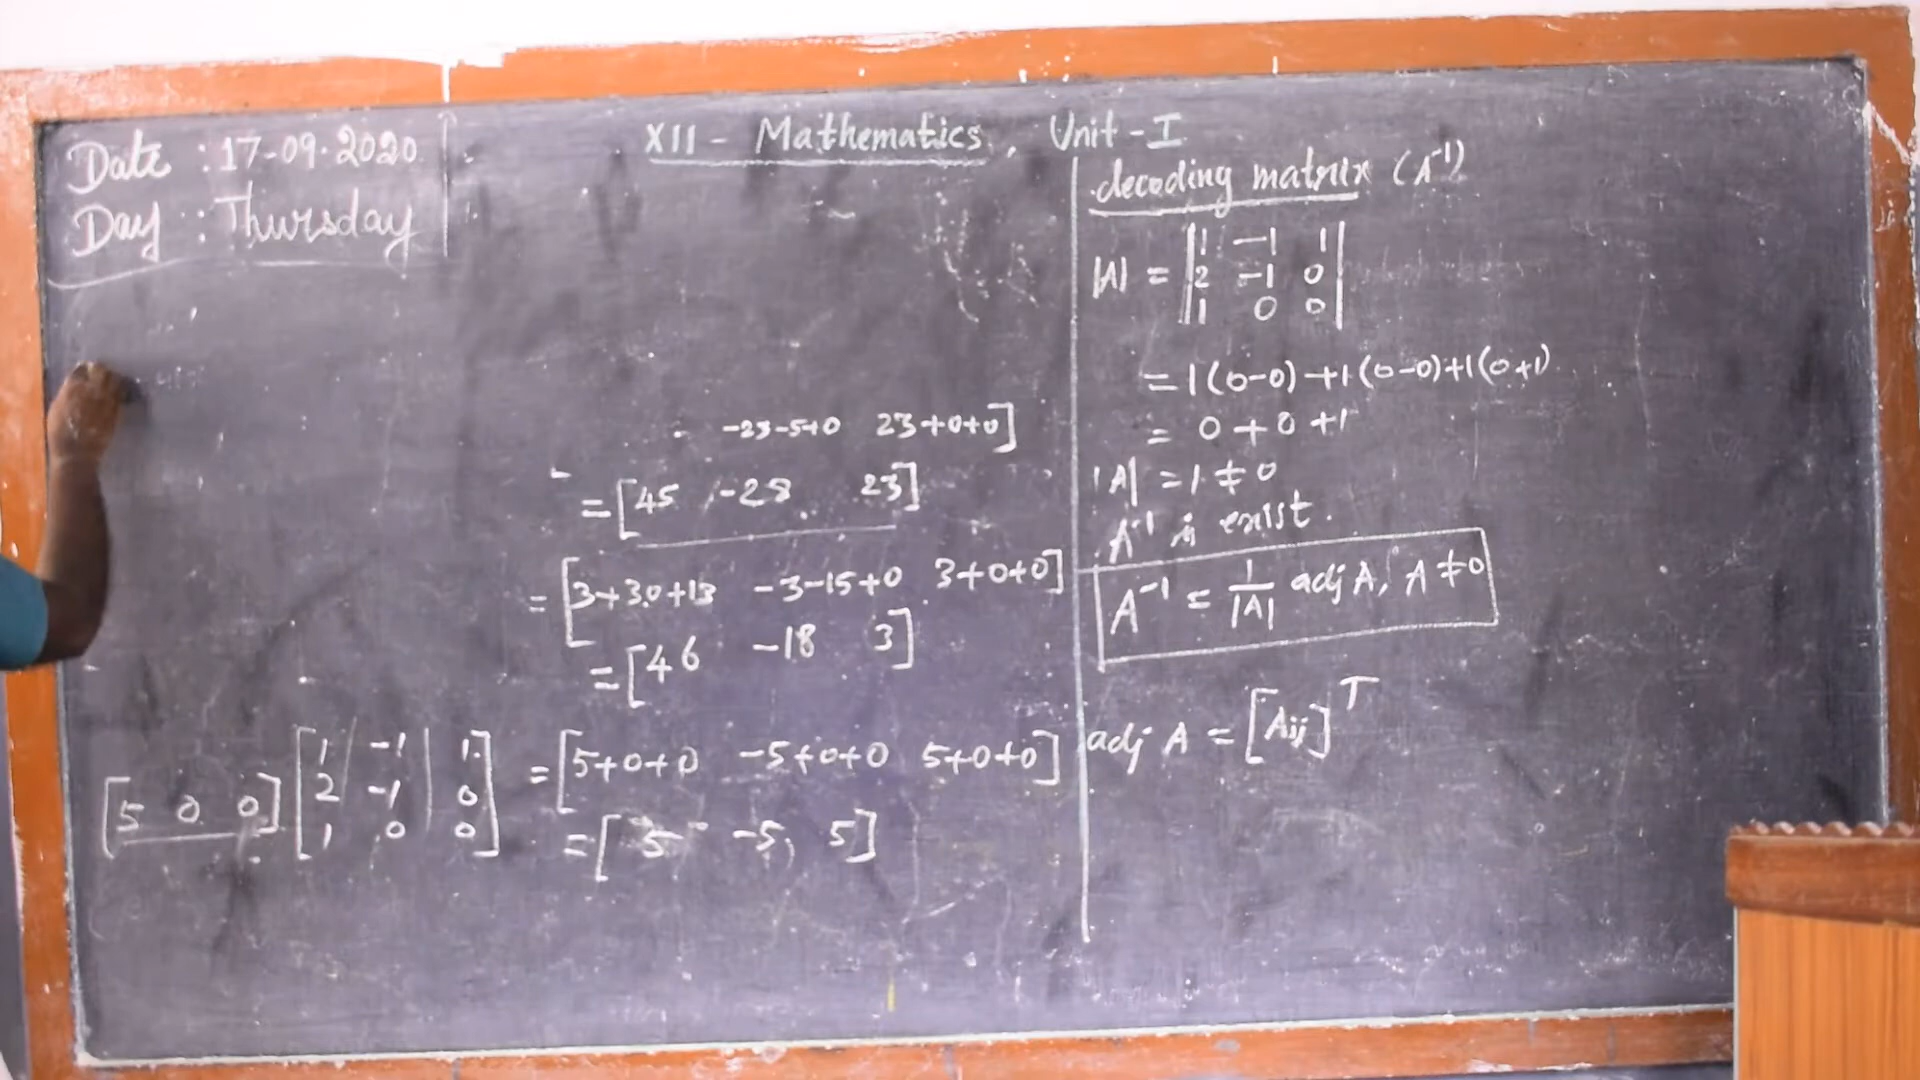 Date : 17-09-2020
Day : Thursday
XII - Mathematics, Unit - I
-23-5+0 23+0+0]
= [45 -28 23]
= [3+30+13 -3-15+0 3+0+0]
= [46 -18 3]
[5 0 0] [1 -1 1
2 -1 0
1 0 0] = [5+0+0 -5+0+0 5+0+0]
= [5 -5, 5]
decoding matrix (A⁻¹)
|A| = |1 -1 1|
|2 -1 0|
|1 0 0|
= 1(0-0)+1(0-0)+1(0+1)
= 0+0+1
|A| = 1 ≠ 0
A⁻¹ is exist.
A⁻¹ = 1/|A| adj A, A ≠ 0
adj A = [Aij]ᵀ